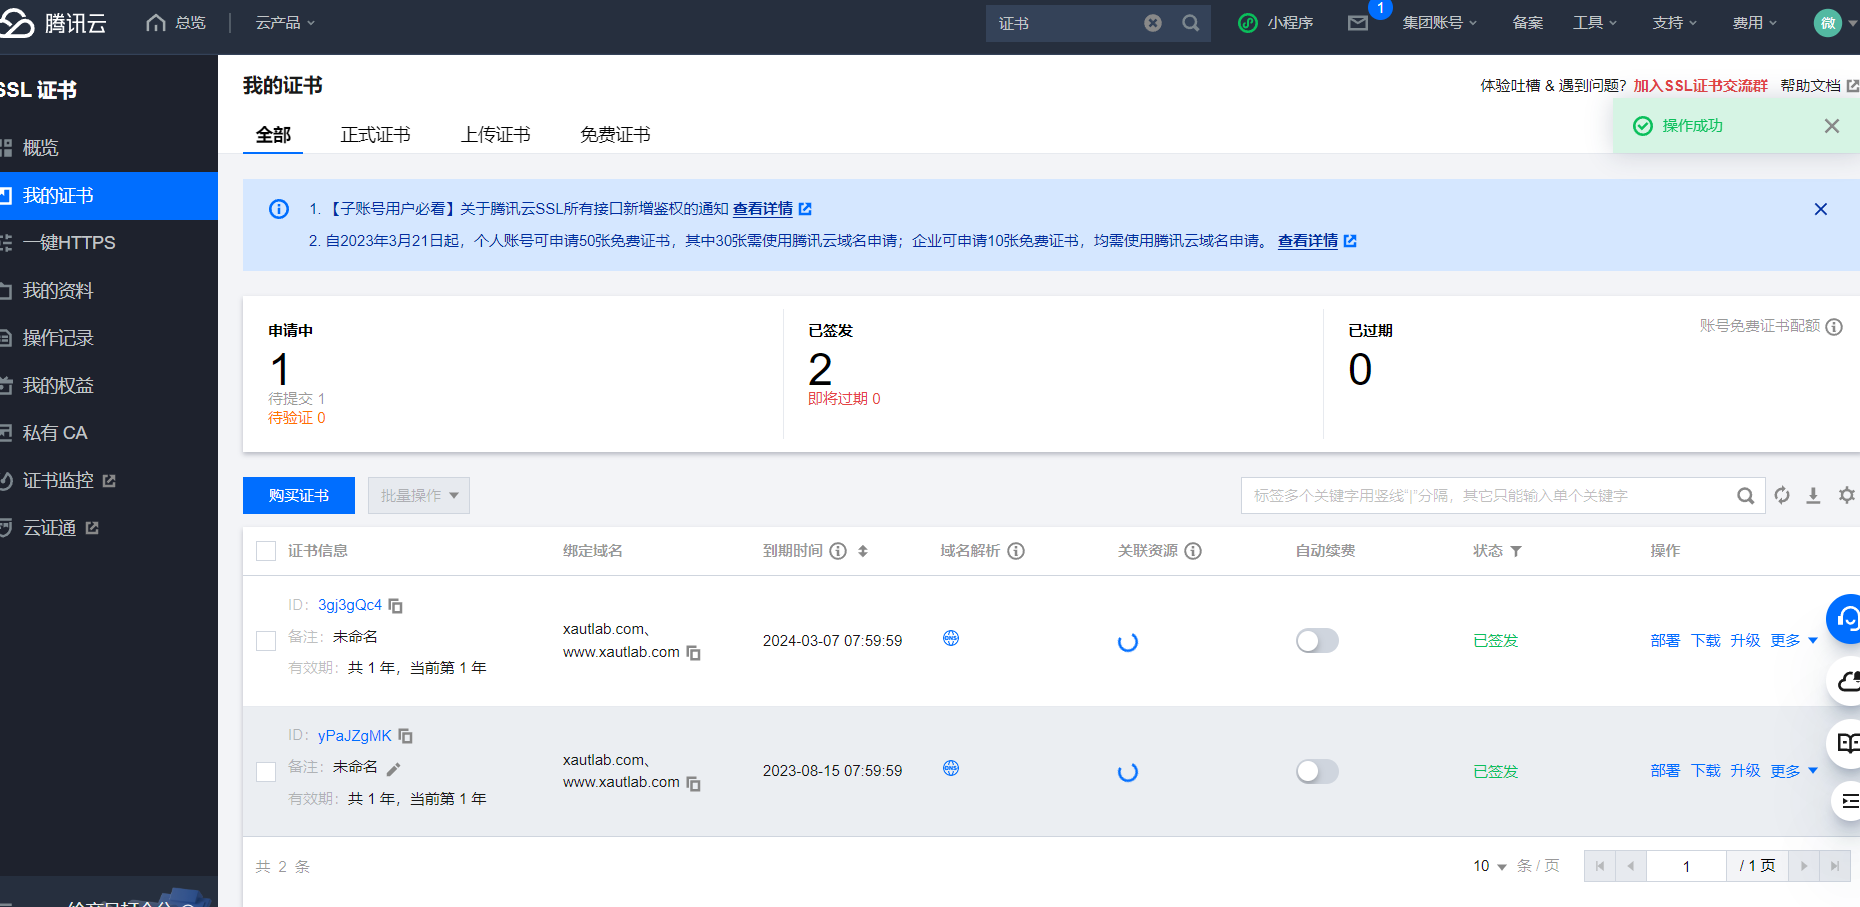 腾讯云 总览 云产品 证书 小程序 1 集团账号 备案 工具 支持 费用 微
SSL 证书
概览
我的证书
一键HTTPS
我的资料
操作记录
我的权益
私有 CA
证书监控
云证通
我的证书
体验吐槽 & 遇到问题? 加入SSL证书交流群 帮助文档
操作成功
全部 正式证书 上传证书 免费证书
1. 【子账号用户必看】关于腾讯云SSL所有接口新增鉴权的通知 查看详情
2. 自2023年3月21日起，个人账号可申请50张免费证书，其中30张需使用腾讯云域名申请；企业可申请10张免费证书，均需使用腾讯云域名申请。 查看详情
申请中
1
待提交 1
待验证 0
已签发
2
即将过期 0
已过期
0
账号免费证书配额
购买证书 批量操作 标签多个关键字用竖线“|”分隔，其它只能输入单个关键字
证书信息 绑定域名 到期时间 域名解析 关联资源 自动续费 状态 操作
ID: 3gj3gQc4
备注: 未命名
有效期: 共 1 年，当前第 1 年
xautlab.com、
www.xautlab.com
2024-03-07 07:59:59 DNS 已签发 部署 下载 升级 更多
ID: yPaJZgMK
备注: 未命名
有效期: 共 1 年，当前第 1 年
xautlab.com、
www.xautlab.com
2023-08-15 07:59:59 DNS 已签发 部署 下载 升级 更多
共 2 条 10 条 / 页 1 / 1 页